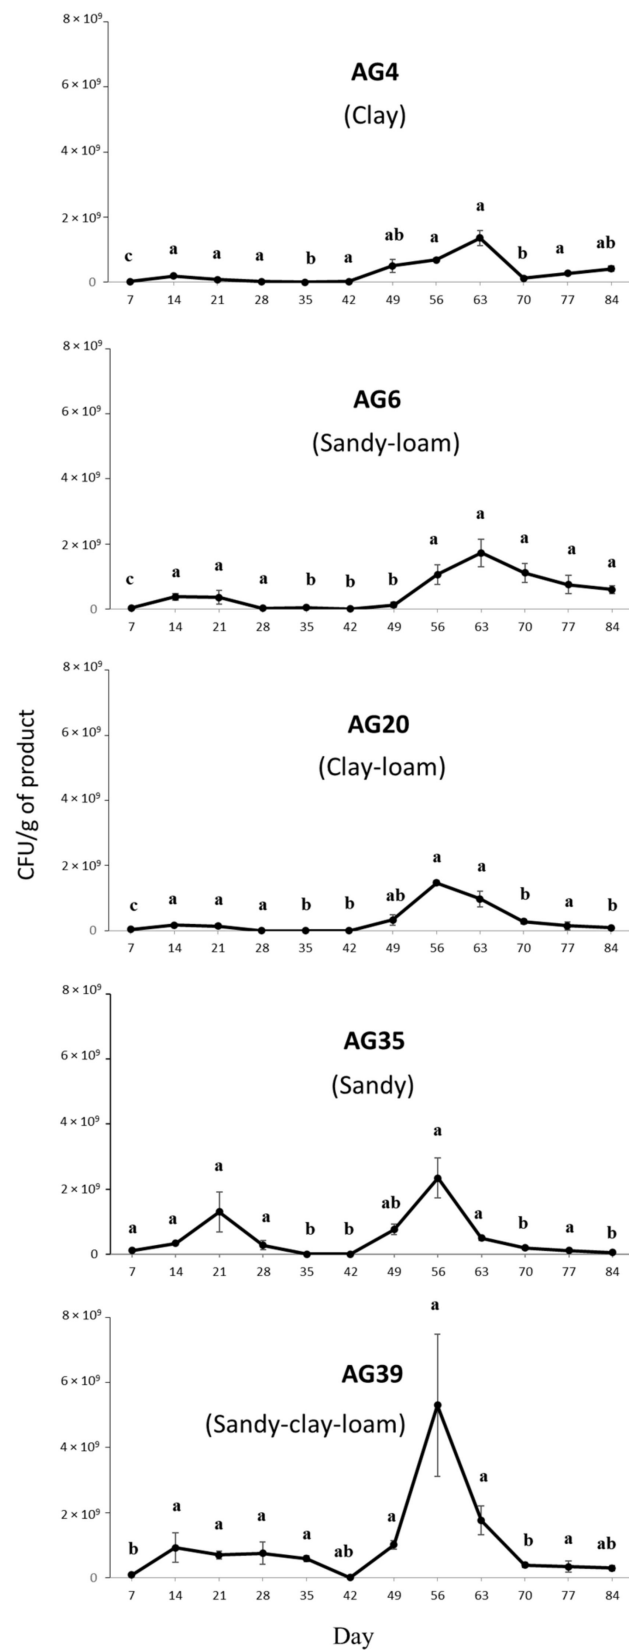 8 × 10⁹
AG4
(Clay)
6 × 10⁹
4 × 10⁹
2 × 10⁹
c a a a b a ab a a b a ab
0
7 14 21 28 35 42 49 56 63 70 77 84
8 × 10⁹
AG6
(Sandy-loam)
6 × 10⁹
4 × 10⁹
2 × 10⁹
c a a a b b b a a a a a
0
7 14 21 28 35 42 49 56 63 70 77 84
CFU/g of product
8 × 10⁹
AG20
(Clay-loam)
6 × 10⁹
4 × 10⁹
2 × 10⁹
c a a a b b ab a a b a b
0
7 14 21 28 35 42 49 56 63 70 77 84
8 × 10⁹
AG35
(Sandy)
6 × 10⁹
4 × 10⁹
2 × 10⁹
a a a a b b ab a a b a b
0
7 14 21 28 35 42 49 56 63 70 77 84
8 × 10⁹
AG39
(Sandy-clay-loam)
6 × 10⁹
4 × 10⁹
2 × 10⁹
b a a a a ab a a a b a ab
0
7 14 21 28 35 42 49 56 63 70 77 84
Day